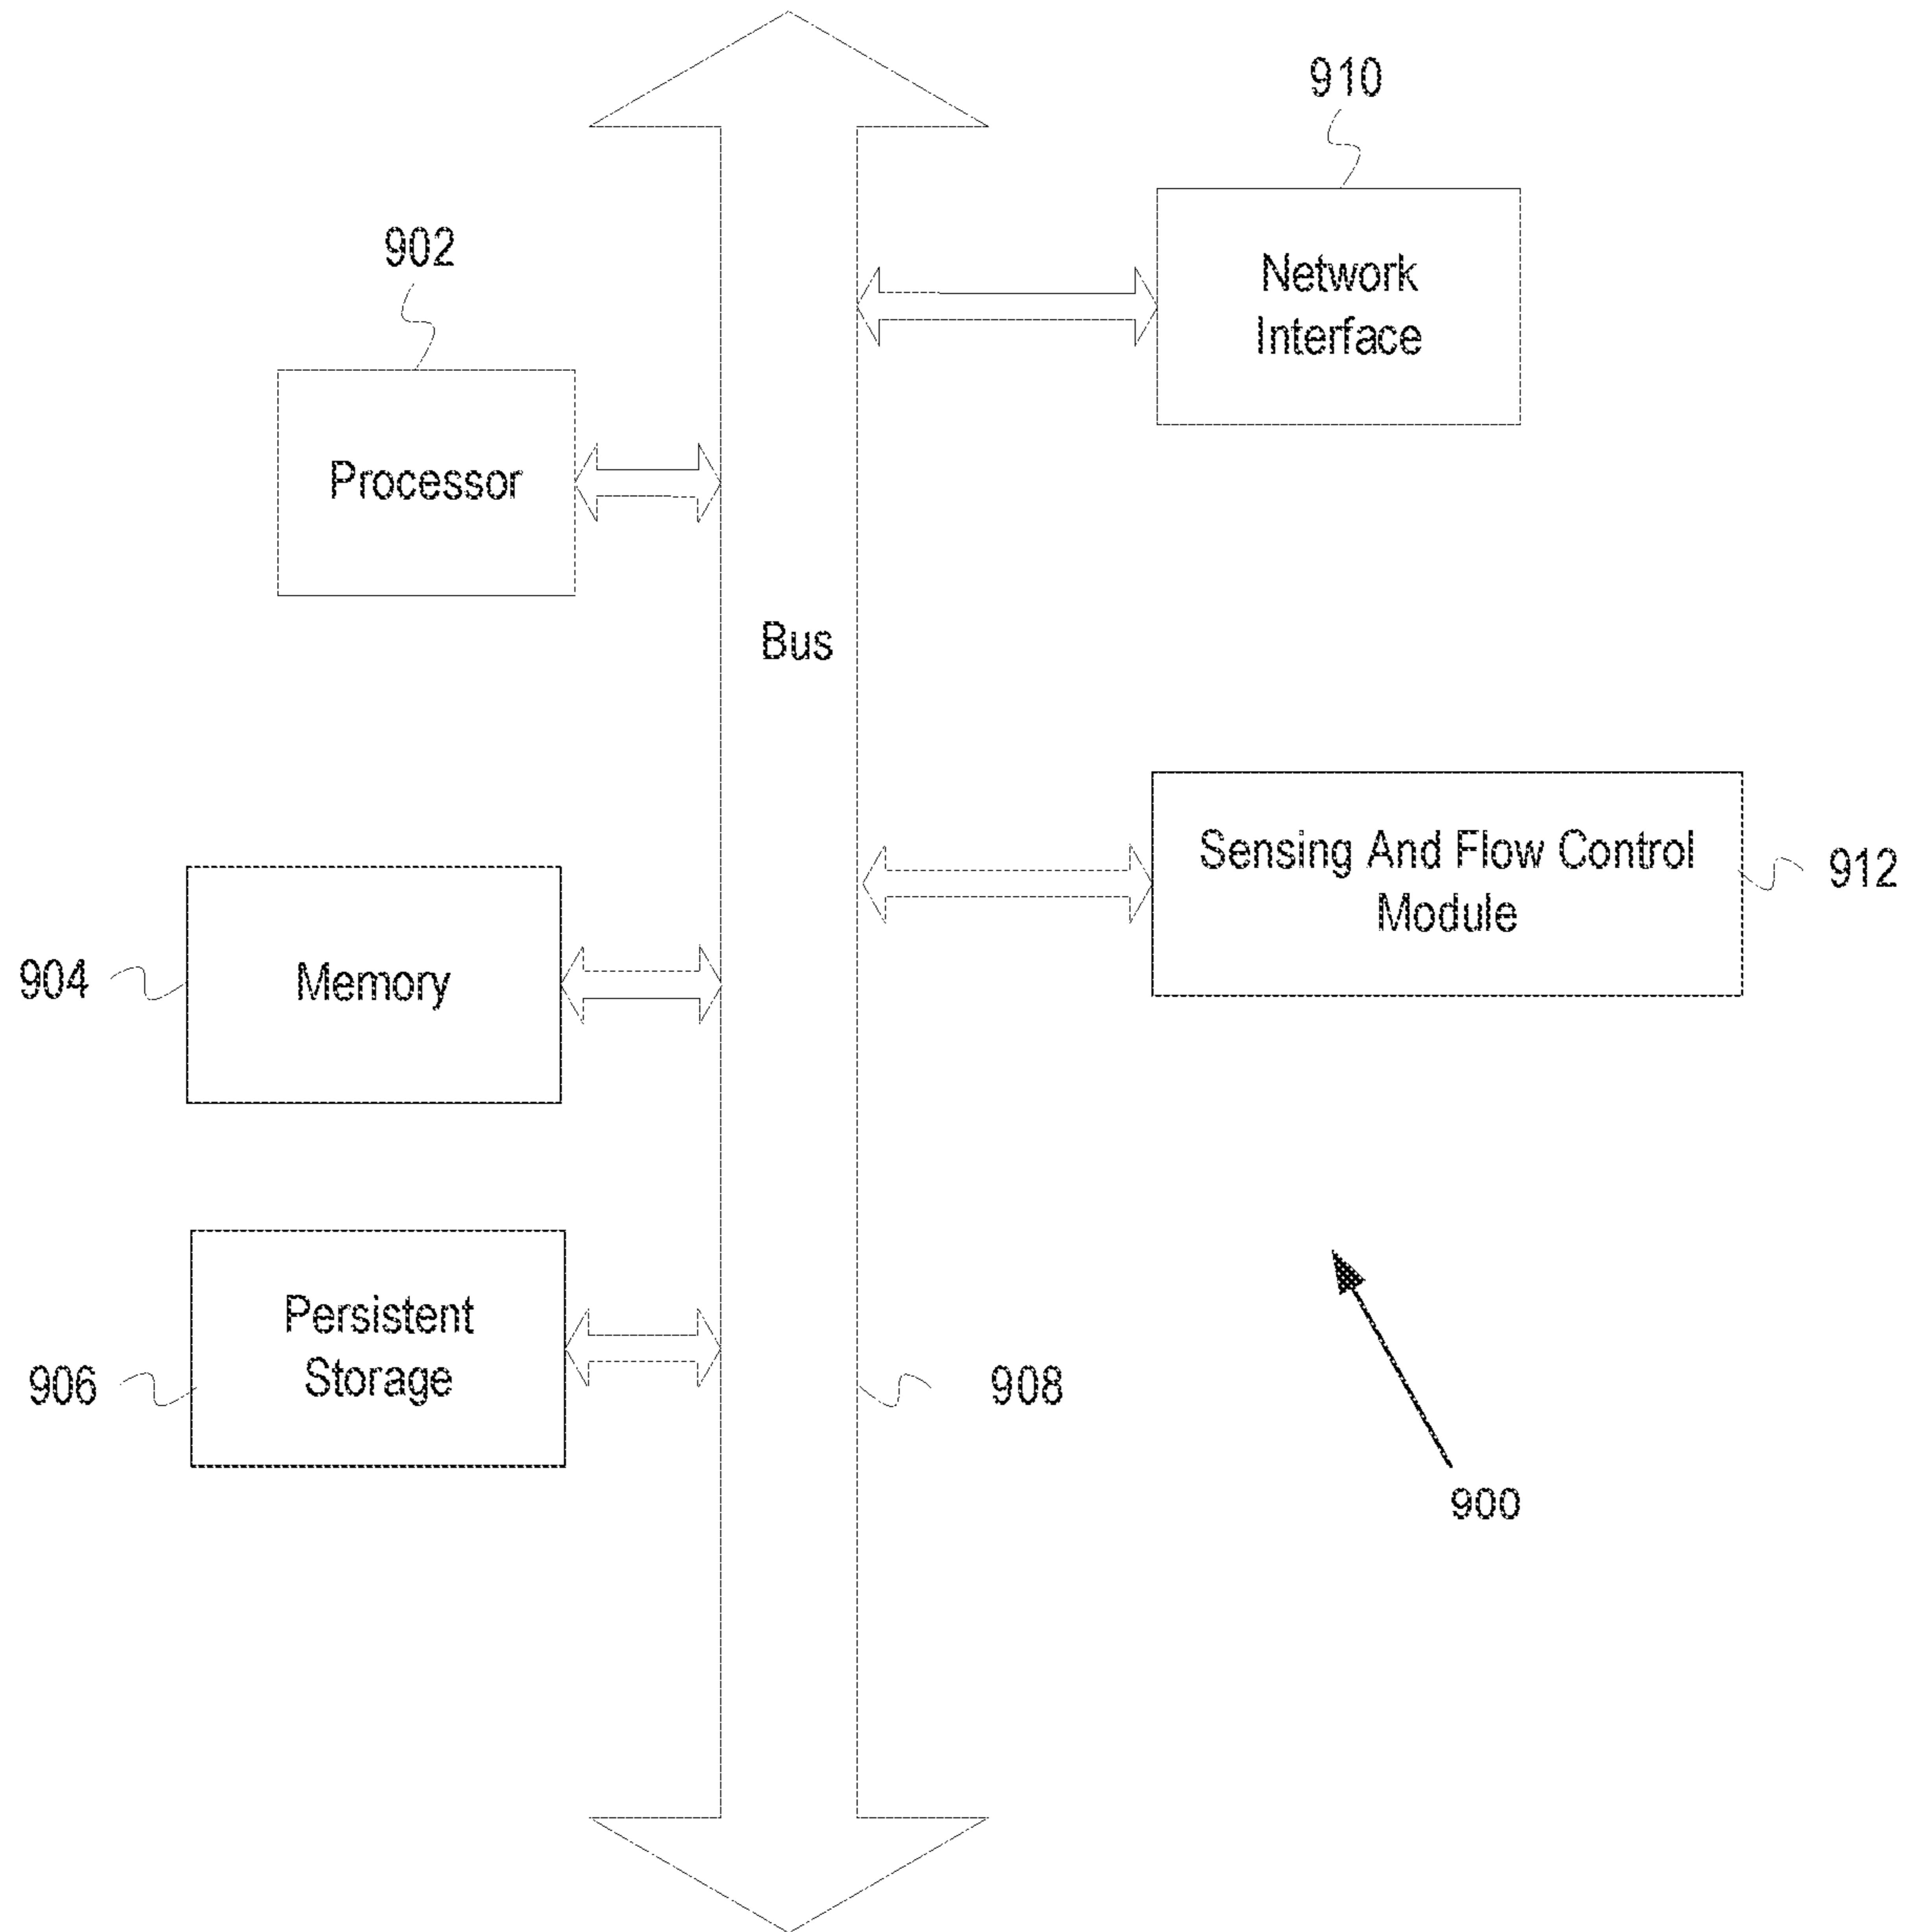 910
Network
Interface
902
Processor
Bus
Sensing And Flow Control
Module
912
904
Memory
Persistent
Storage
906
908
900